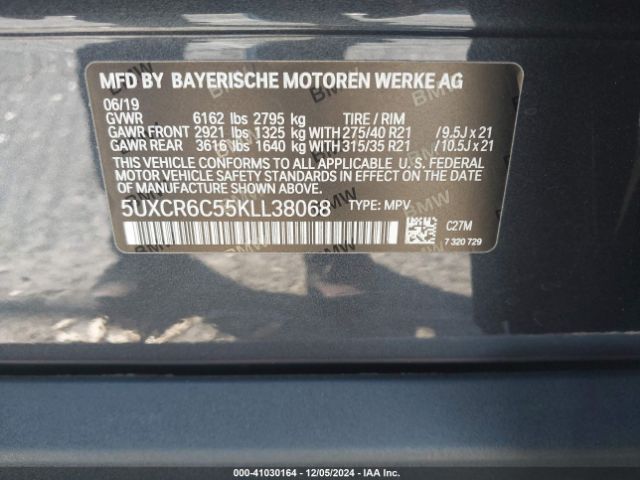 MFD BY BAYERISCHE MOTOREN WERKE AG
06/19
GVWR 6162 lbs 2795 kg TIRE / RIM
GAWR FRONT 2921 lbs 1325 kg WITH 275/40 R21 /9.5J x 21
GAWR REAR 3616 lbs 1640 kg WITH 315/35 R21 /10.5J x 21
THIS VEHICLE CONFORMS TO ALL APPLICABLE U. S. FEDERAL
MOTOR VEHICLE SAFETY STANDARDS IN EFFECT ON THE
DATE OF MANUFACTURE SHOWN ABOVE.
5UXCR6C55KLL38068 TYPE: MPV
C27M
7 320 729
000-41030164 - 12/05/2024 - IAA Inc.